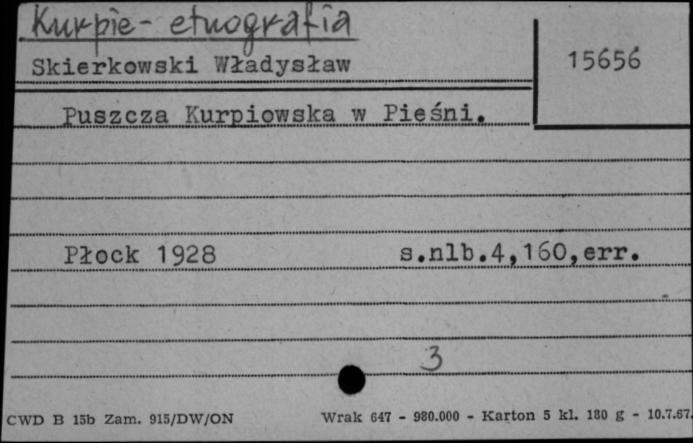 Kurpie - etnografia
Skierkowski Władysław
15656
Puszcza Kurpiowska w Pieśni.
Płock 1928 s.nlb.4,160,err.
3
CWD B 15b Zam. 915/DW/ON Wrak 647 - 980.000 - Karton 5 kl. 180 g - 10.7.67.